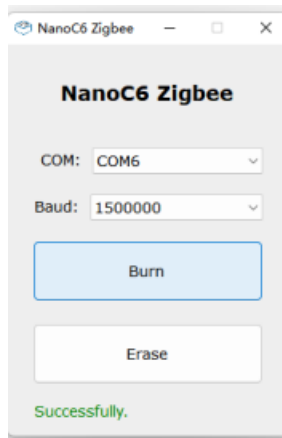 NanoC6 Zigbee
NanoC6 Zigbee
COM: COM6
Baud: 1500000
Burn
Erase
Successfully.